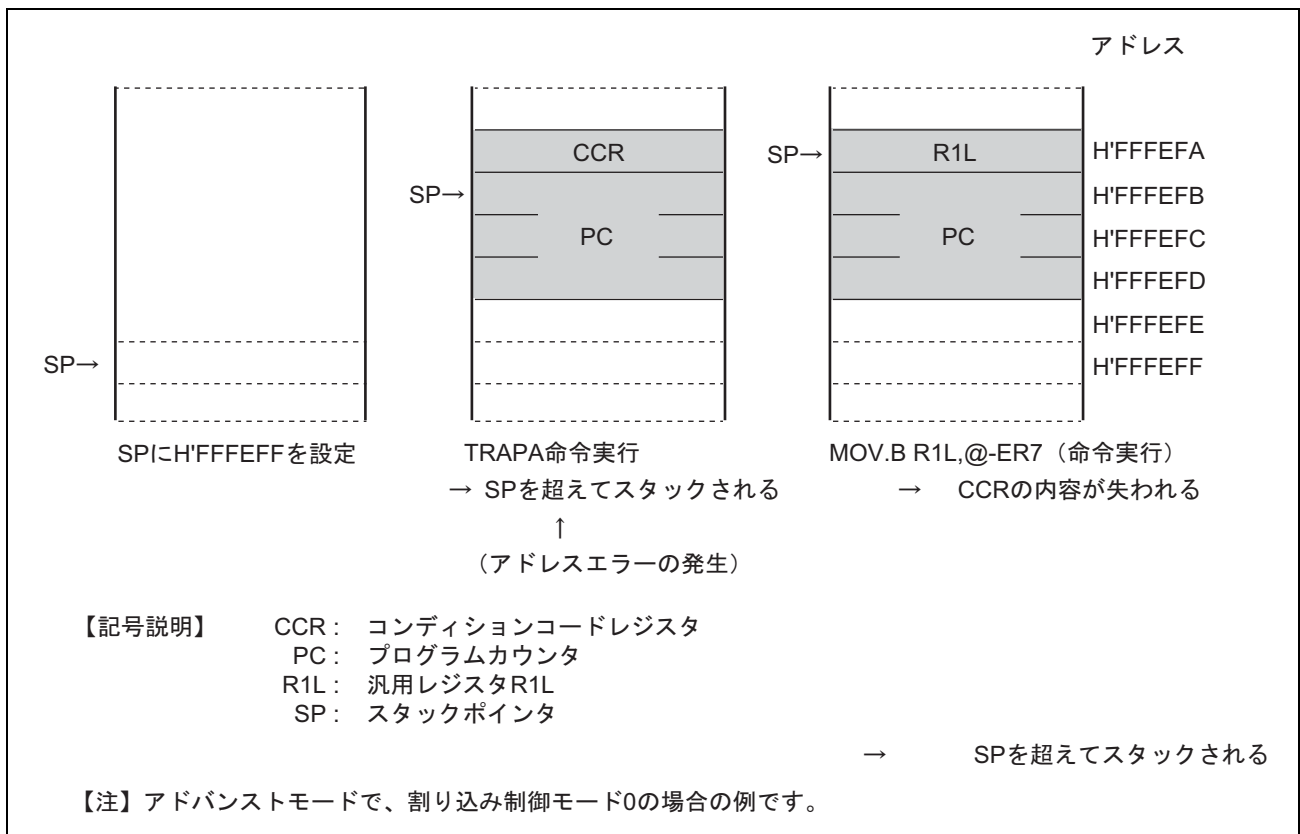 アドレス
CCR
SP→ R1L H'FFFEFA
SP→ H'FFFEFB
PC PC H'FFFEFC
H'FFFEFD
H'FFFEFE
SP→ H'FFFEFF
SPにH'FFFEFFを設定 TRAPA命令実行 MOV.B R1L,@-ER7（命令実行）
→ SPを超えてスタックされる → CCRの内容が失われる
↑
（アドレスエラーの発生）
【記号説明】 CCR : コンディションコードレジスタ
PC : プログラムカウンタ
R1L : 汎用レジスタR1L
SP : スタックポインタ
→ SPを超えてスタックされる
【注】アドバンストモードで、割り込み制御モード0の場合の例です。